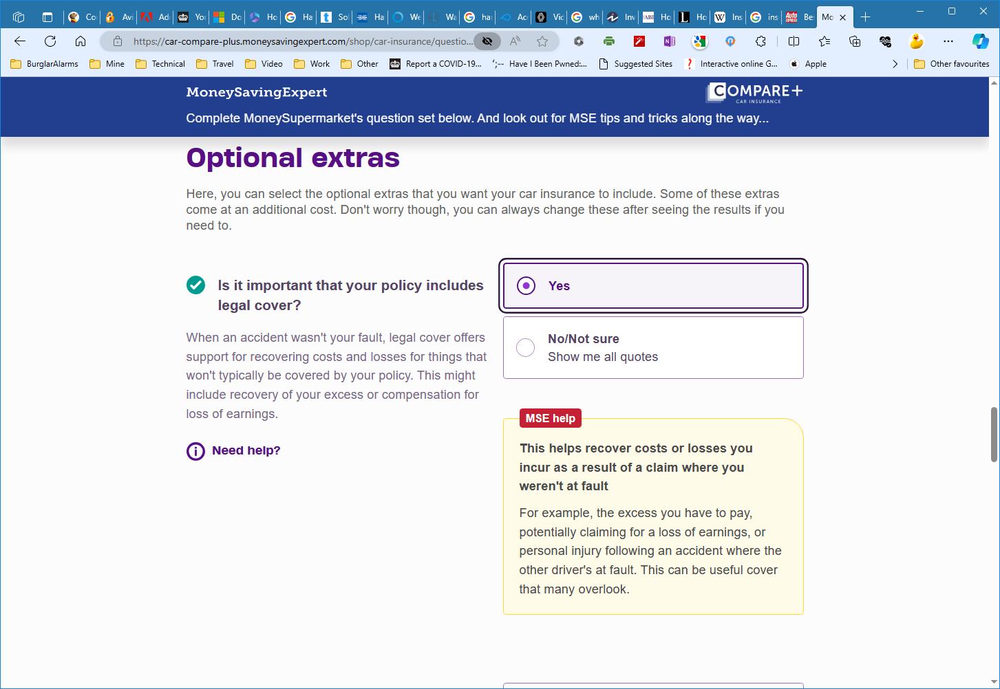 Co
Avi
Ad
Yo
Do
Ho
Ha
So
Ha
We
Wa
har
Acc
Vic
wh
Inv
Ho
Ho
Ins
ins
Be
Mo
https://car-compare-plus.moneysavingexpert.com/shop/car-insurance/questio...
BurglarAlarms
Mine
Technical
Travel
Video
Work
Other
Report a COVID-19...
Have I Been Pwned:...
Suggested Sites
Interactive online G...
Apple
Other favourites
MoneySavingExpert
COMPARE+
CAR INSURANCE
Complete MoneySupermarket's question set below. And look out for MSE tips and tricks along the way...
Optional extras
Here, you can select the optional extras that you want your car insurance to include. Some of these extras
come at an additional cost. Don't worry though, you can always change these after seeing the results if you
need to.
Is it important that your policy includes
legal cover?
When an accident wasn't your fault, legal cover offers
support for recovering costs and losses for things that
won't typically be covered by your policy. This might
include recovery of your excess or compensation for
loss of earnings.
Need help?
Yes
No/Not sure
Show me all quotes
MSE help
This helps recover costs or losses you
incur as a result of a claim where you
weren't at fault
For example, the excess you have to pay,
potentially claiming for a loss of earnings, or
personal injury following an accident where the
other driver's at fault. This can be useful cover
that many overlook.